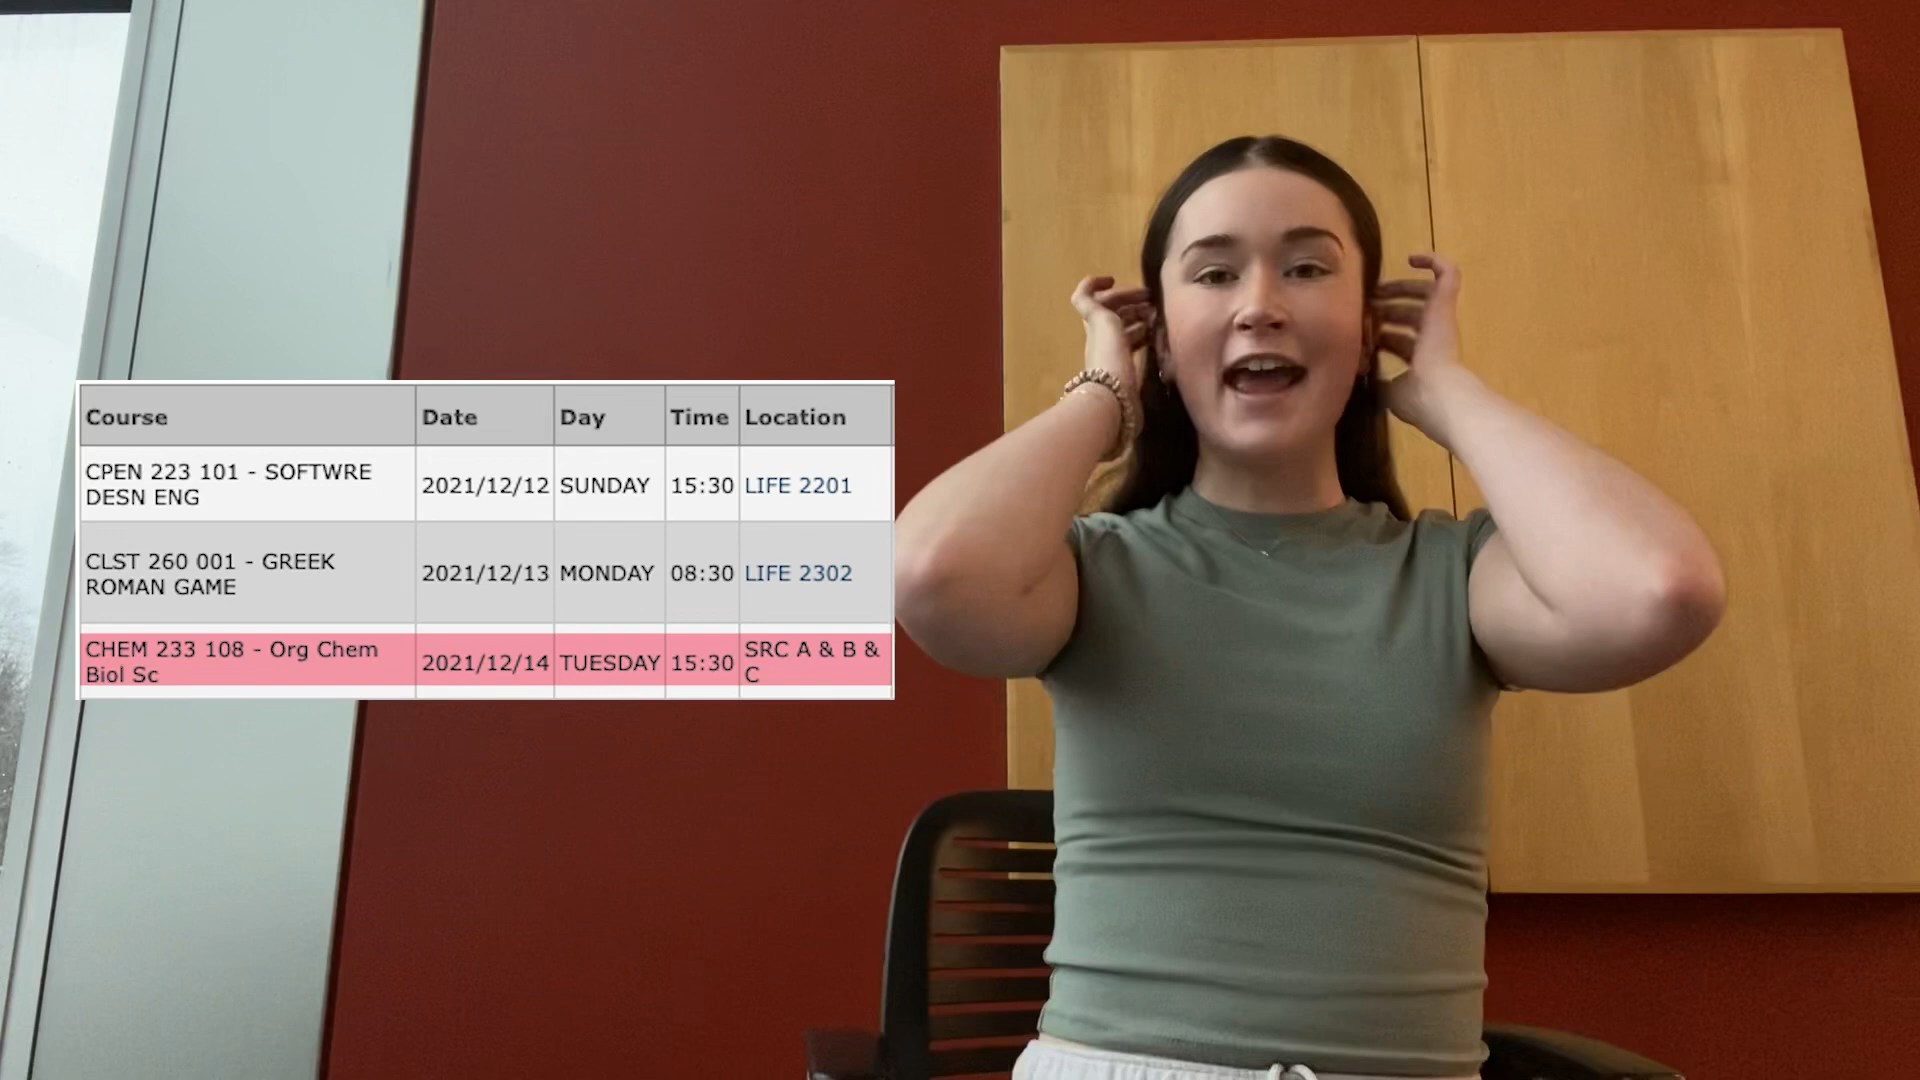 Course Date Day Time Location
CPEN 223 101 - SOFTWRE
DESN ENG
2021/12/12 SUNDAY 15:30 LIFE 2201
CLST 260 001 - GREEK
ROMAN GAME
2021/12/13 MONDAY 08:30 LIFE 2302
CHEM 233 108 - Org Chem
Biol Sc
2021/12/14 TUESDAY 15:30 SRC A & B &
C